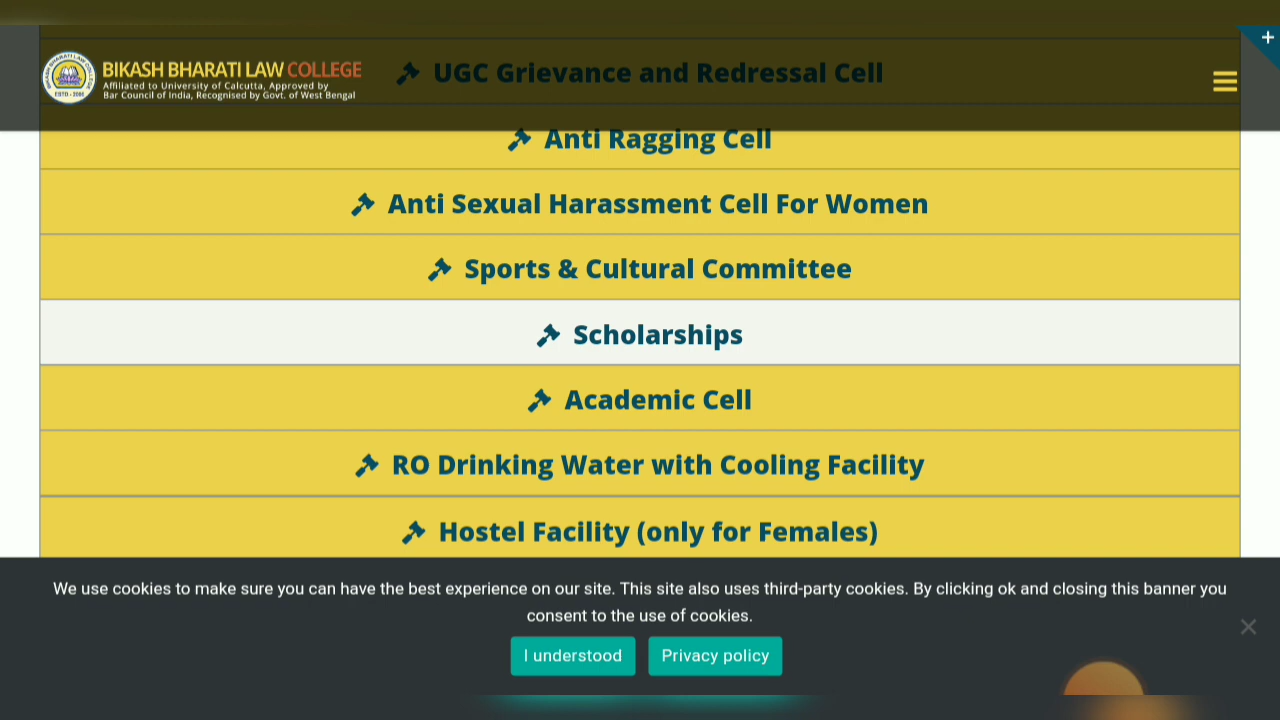 BIKASH BHARATI LAW COLLEGE
Affiliated to University of Calcutta, Approved by
Bar Council of India, Recognised by Govt. of West Bengal
UGC Grievance and Redressal Cell
Anti Ragging Cell
Anti Sexual Harassment Cell For Women
Sports & Cultural Committee
Scholarships
Academic Cell
RO Drinking Water with Cooling Facility
Hostel Facility (only for Females)
We use cookies to make sure you can have the best experience on our site. This site also uses third-party cookies. By clicking ok and closing this banner you
consent to the use of cookies.
I understood
Privacy policy